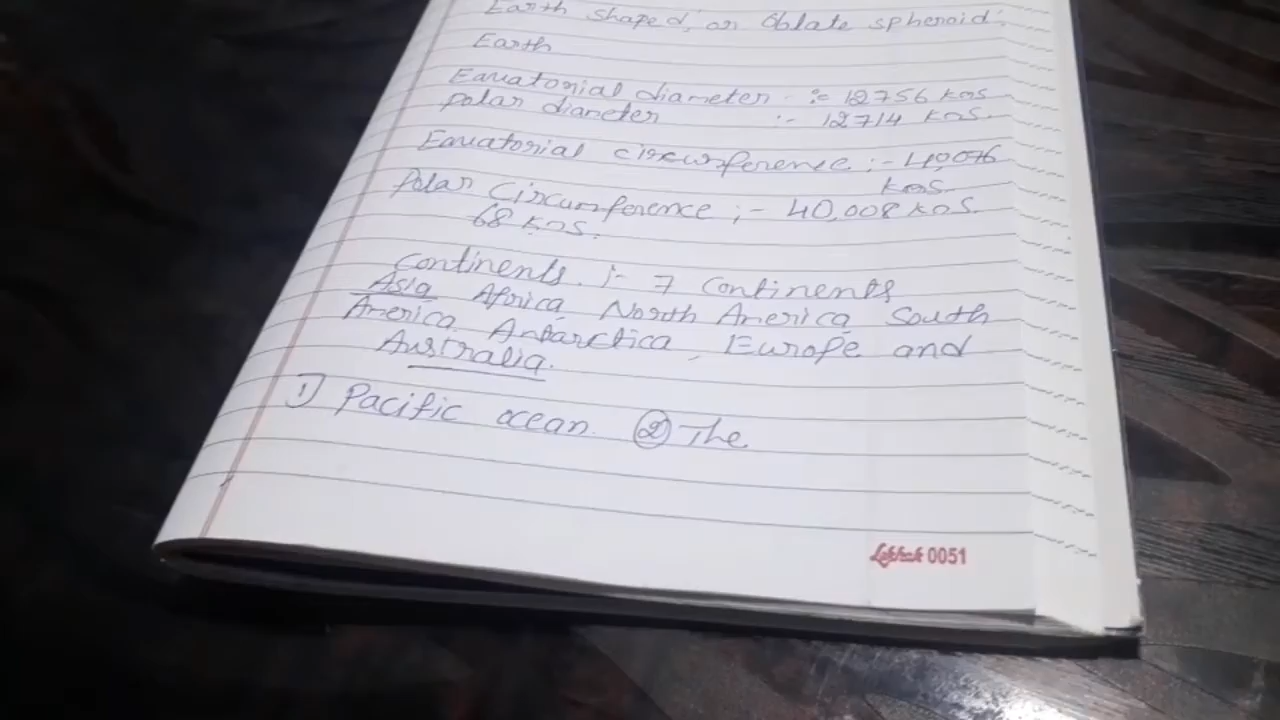 Earth shaped, on Oblate spheroid.
Earth
Equatorial diameter :- 12756 kms
Polar diameter :- 12714 kms.
Equatorial circumference :- 40,076
kms
Polar Circumference ;- 40,008 kms.
68 kms.
Continents :- 7 Continents
Asia, Africa, North America, South
America, Antarctica, Europe and
Australia.
1) Pacific ocean. ② The
Lekhak 0051